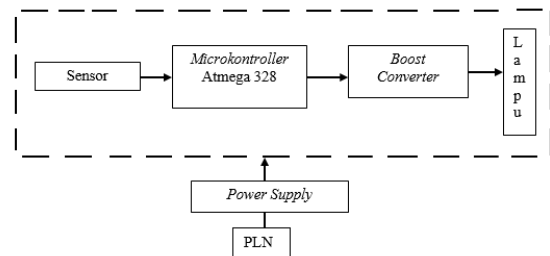 Sensor
Microkontroller
Atmega 328
Boost
Converter
L
a
m
p
u
Power Supply
PLN